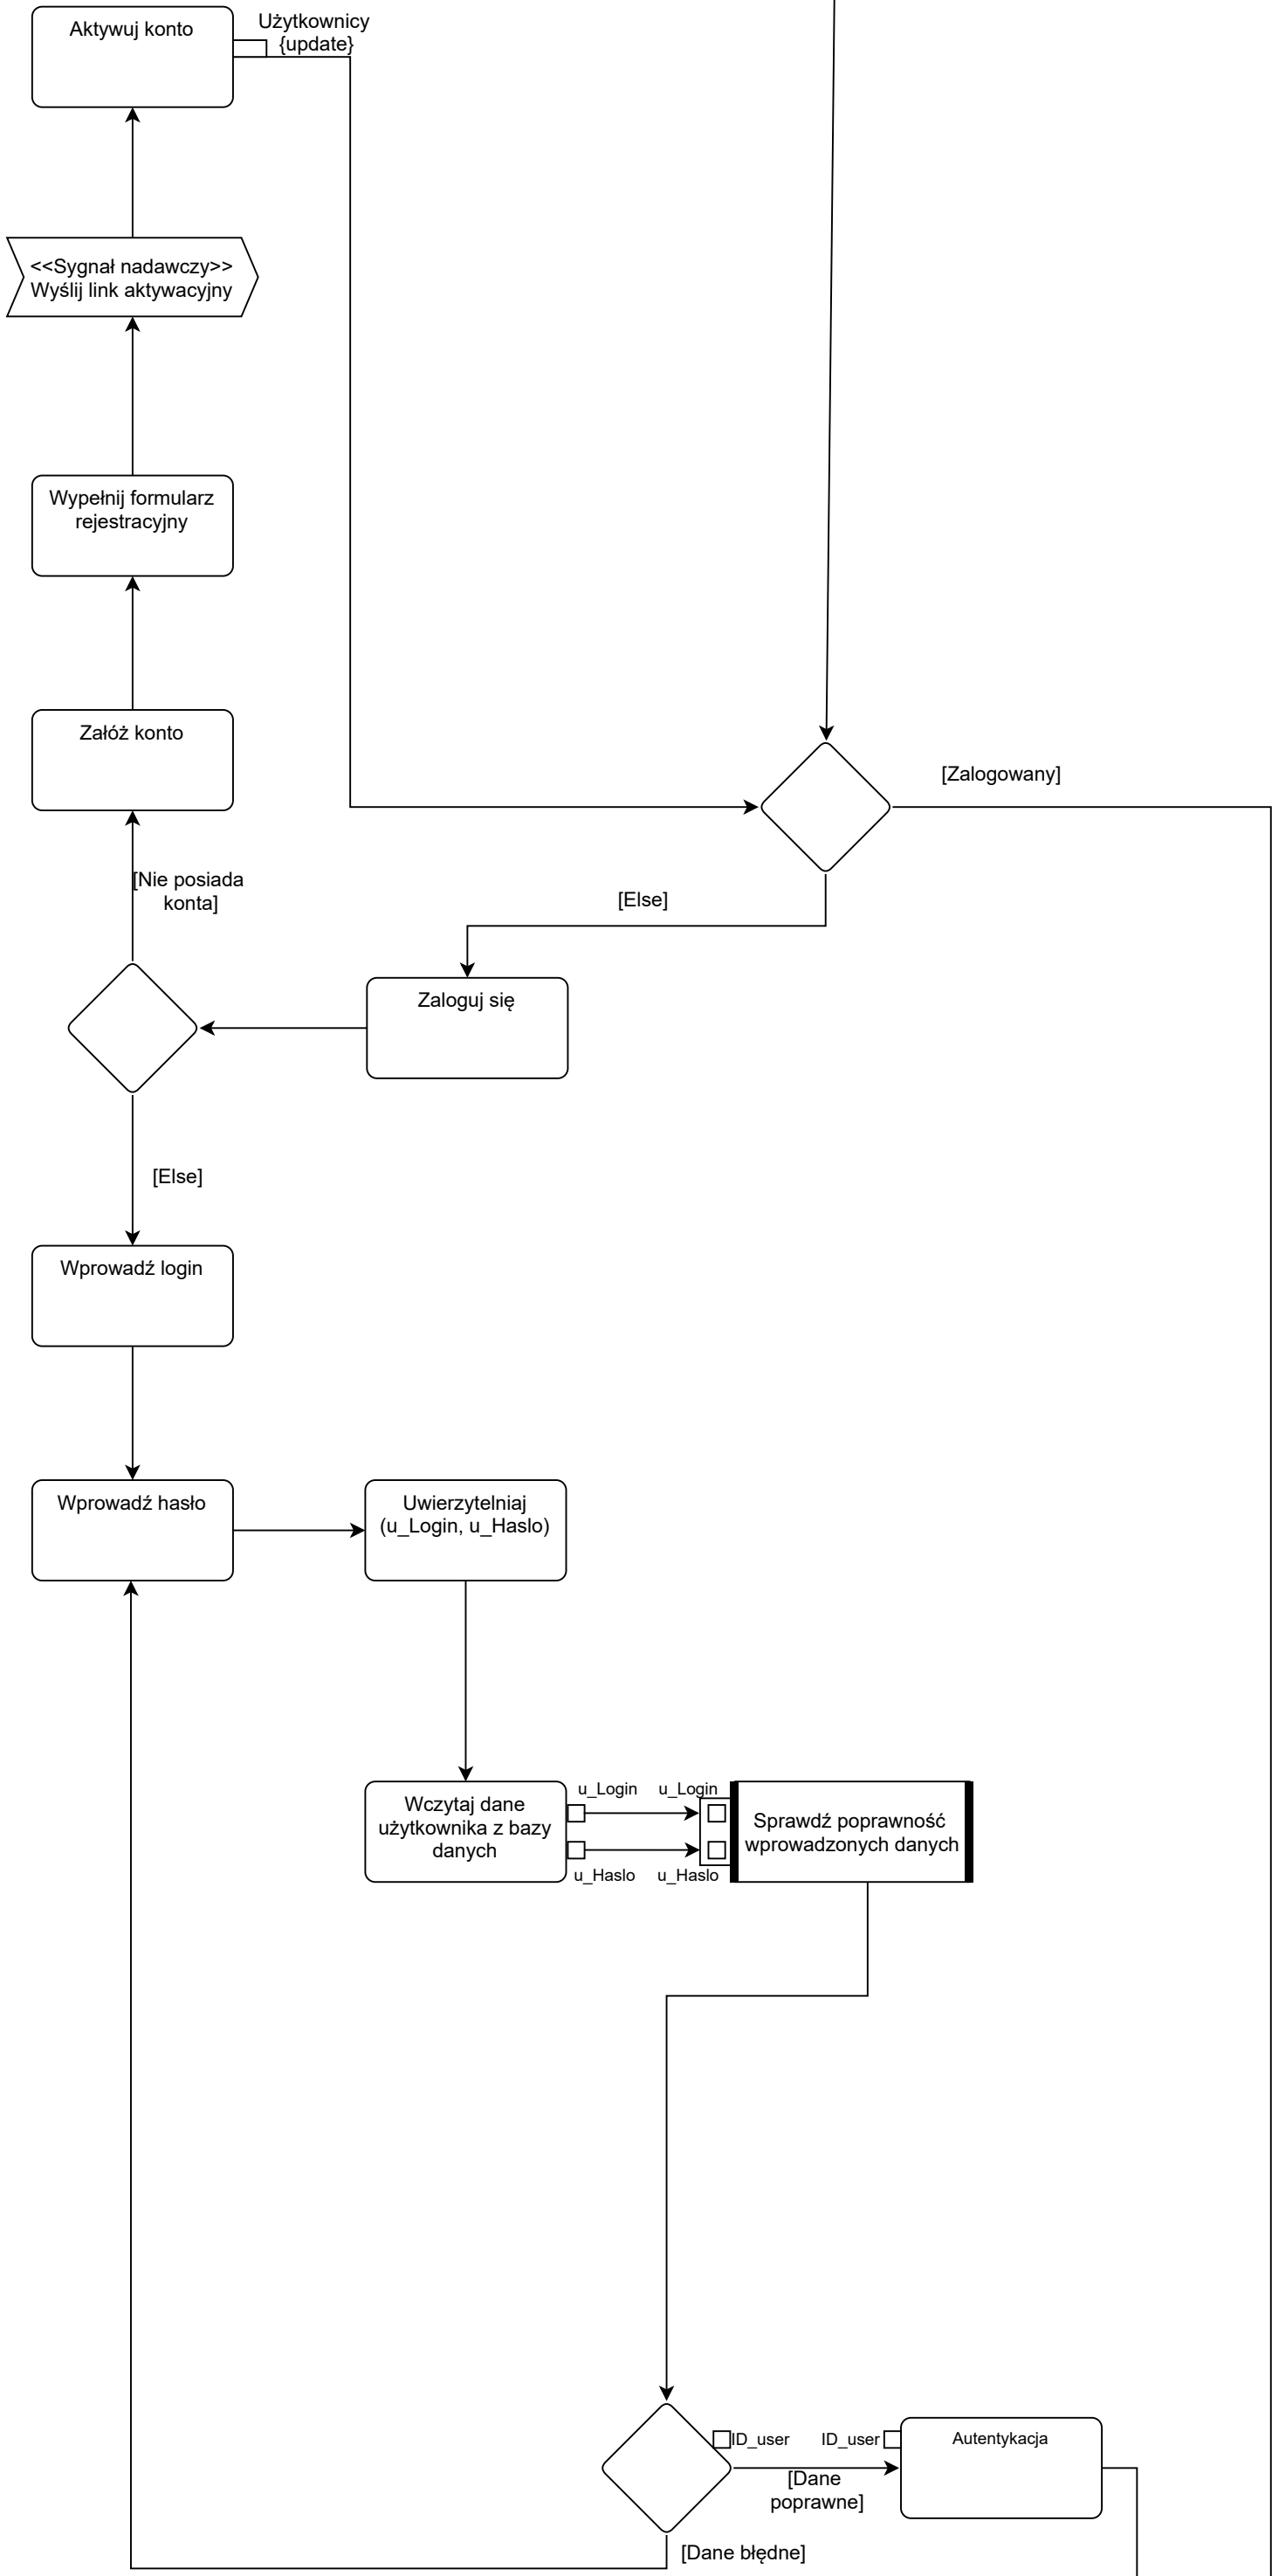 Aktywuj konto
Użytkownicy
{update}
<<Sygnał nadawczy>>
Wyślij link aktywacyjny
Wypełnij formularz
rejestracyjny
Załóż konto
[Zalogowany]
[Nie posiada
konta]
[Else]
Zaloguj się
[Else]
Wprowadź login
Wprowadź hasło
Uwierzytelniaj
(u_Login, u_Haslo)
Wczytaj dane
użytkownika z bazy
danych
u_Login
u_Login
u_Haslo
u_Haslo
Sprawdź poprawność
wprowadzonych danych
ID_user
ID_user
Autentykacja
[Dane
poprawne]
[Dane błędne]